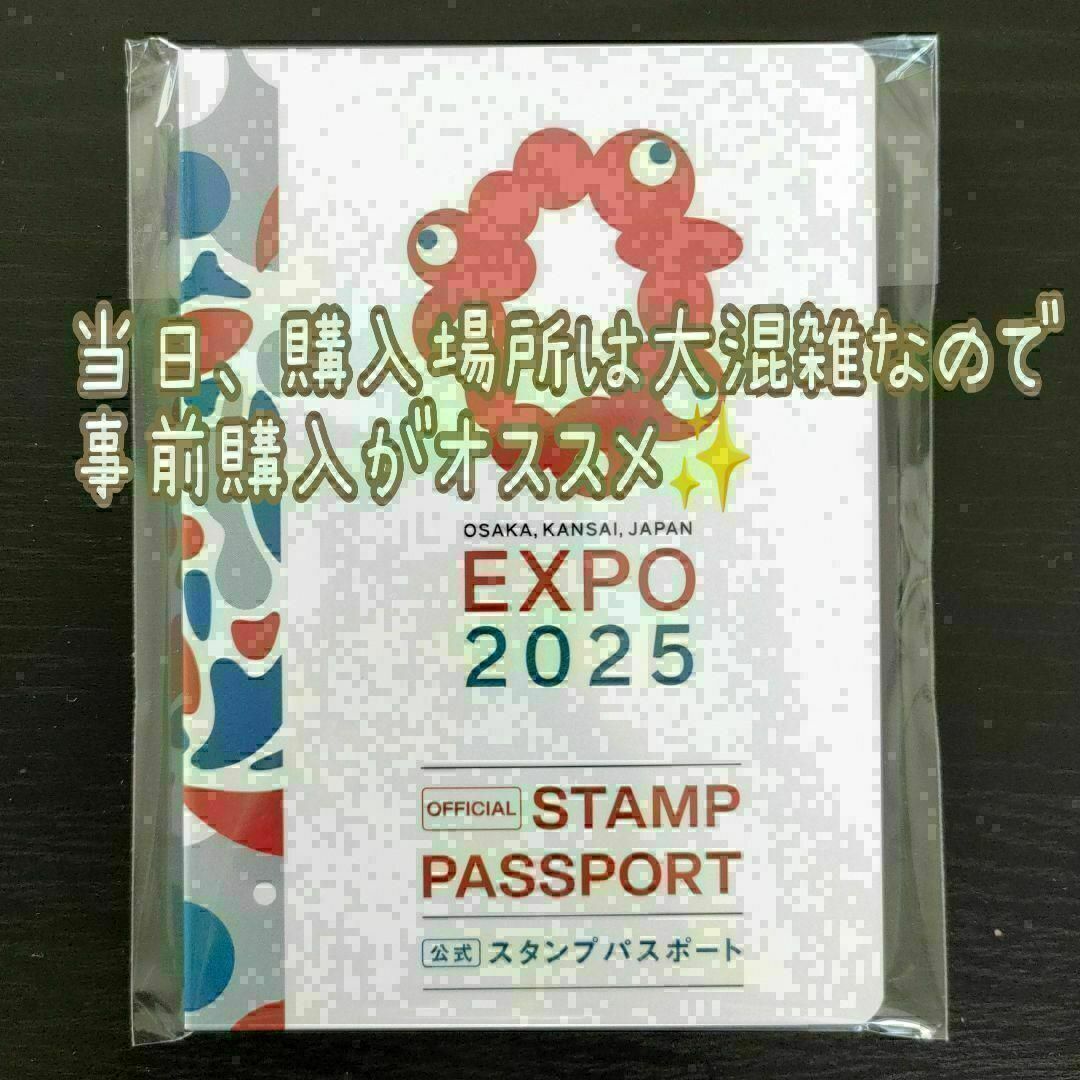 当日、購入場所は大混雑なので
事前購入がオススメ✨
OSAKA, KANSAI, JAPAN
EXPO
2025
OFFICIAL STAMP
PASSPORT
公式 スタンプパスポート